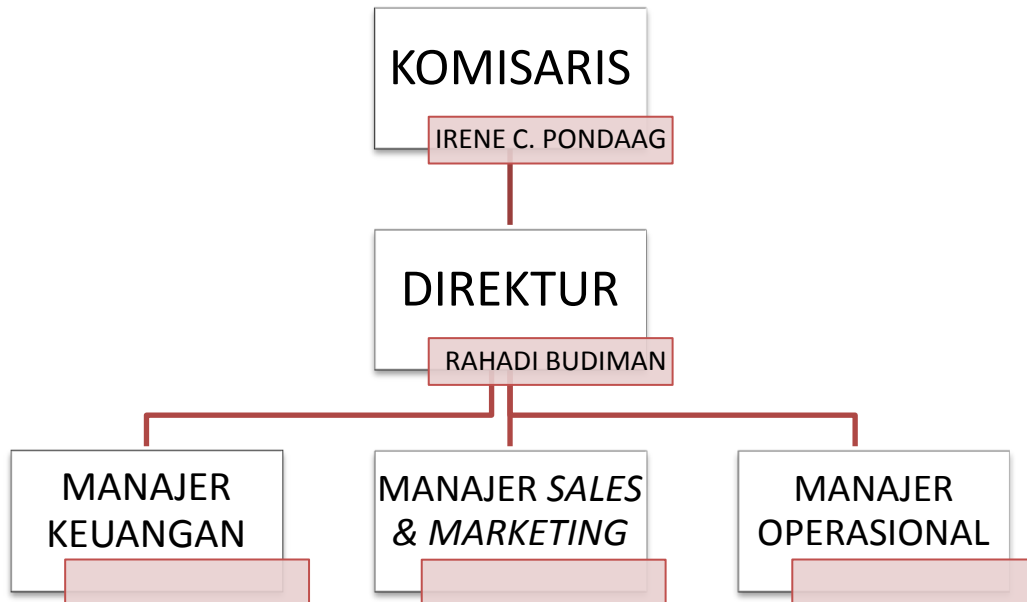 KOMISARIS
IRENE C. PONDAAG
DIREKTUR
RAHADI BUDIMAN
MANAJER
KEUANGAN
MANAJER SALES
& MARKETING
MANAJER
OPERASIONAL